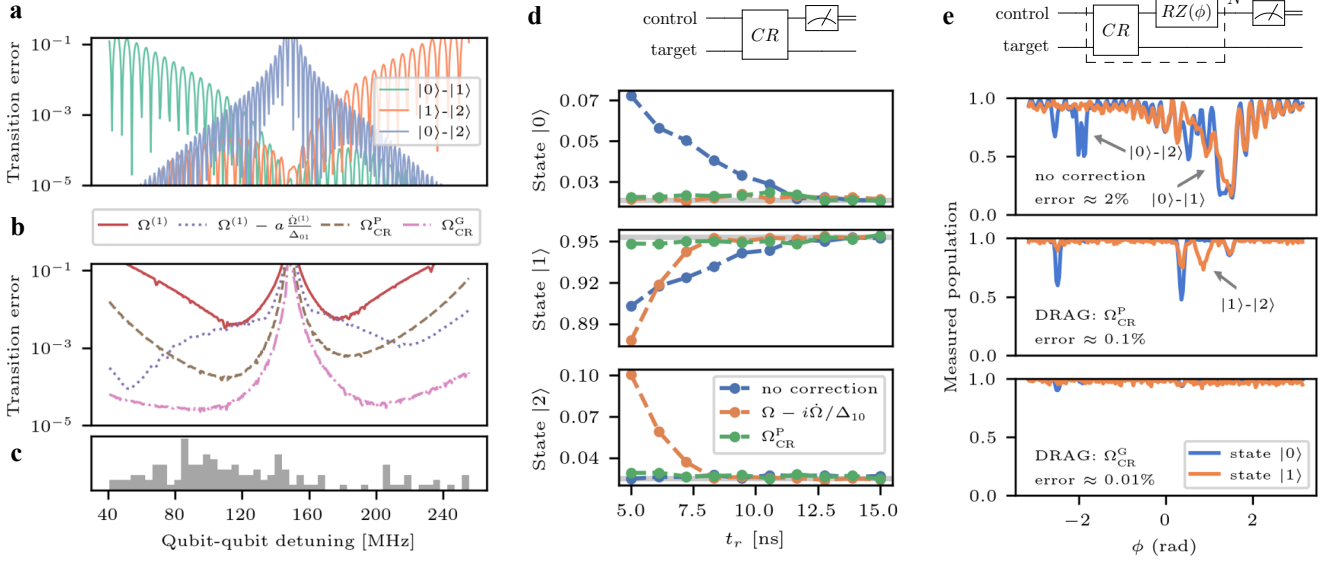 a
Transition error
10⁻¹
10⁻³
10⁻⁵
|0⟩-|1⟩
|1⟩-|2⟩
|0⟩-|2⟩
b
Ω⁽¹⁾
Ω⁽¹⁾ − a Ω̇⁽¹⁾/Δ₀₁
Ω_CR^P
Ω_CR^G
Transition error
10⁻¹
10⁻³
10⁻⁵
c
40 80 120 160 200 240
Qubit-qubit detuning [MHz]
d
control
target
CR
State |0⟩
0.07
0.05
0.03
State |1⟩
0.95
0.92
0.89
State |2⟩
0.10
0.07
0.04
no correction
Ω − iΩ̇/Δ₁₀
Ω_CR^P
5.0 7.5 10.0 12.5 15.0
t_r [ns]
e
control
target
CR
RZ(ϕ)
N
Measured population
1.0
0.5
0.0
|0⟩-|2⟩
no correction
|0⟩-|1⟩
error ≈ 2%
1.0
0.5
0.0
|1⟩-|2⟩
DRAG: Ω_CR^P
error ≈ 0.1%
1.0
0.5
0.0
DRAG: Ω_CR^G
error ≈ 0.01%
state |0⟩
state |1⟩
−2 0 2
ϕ (rad)